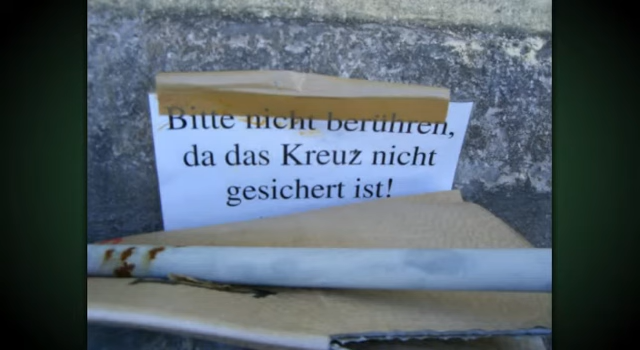 Bitte nicht berühren,
da das Kreuz nicht
gesichert ist!